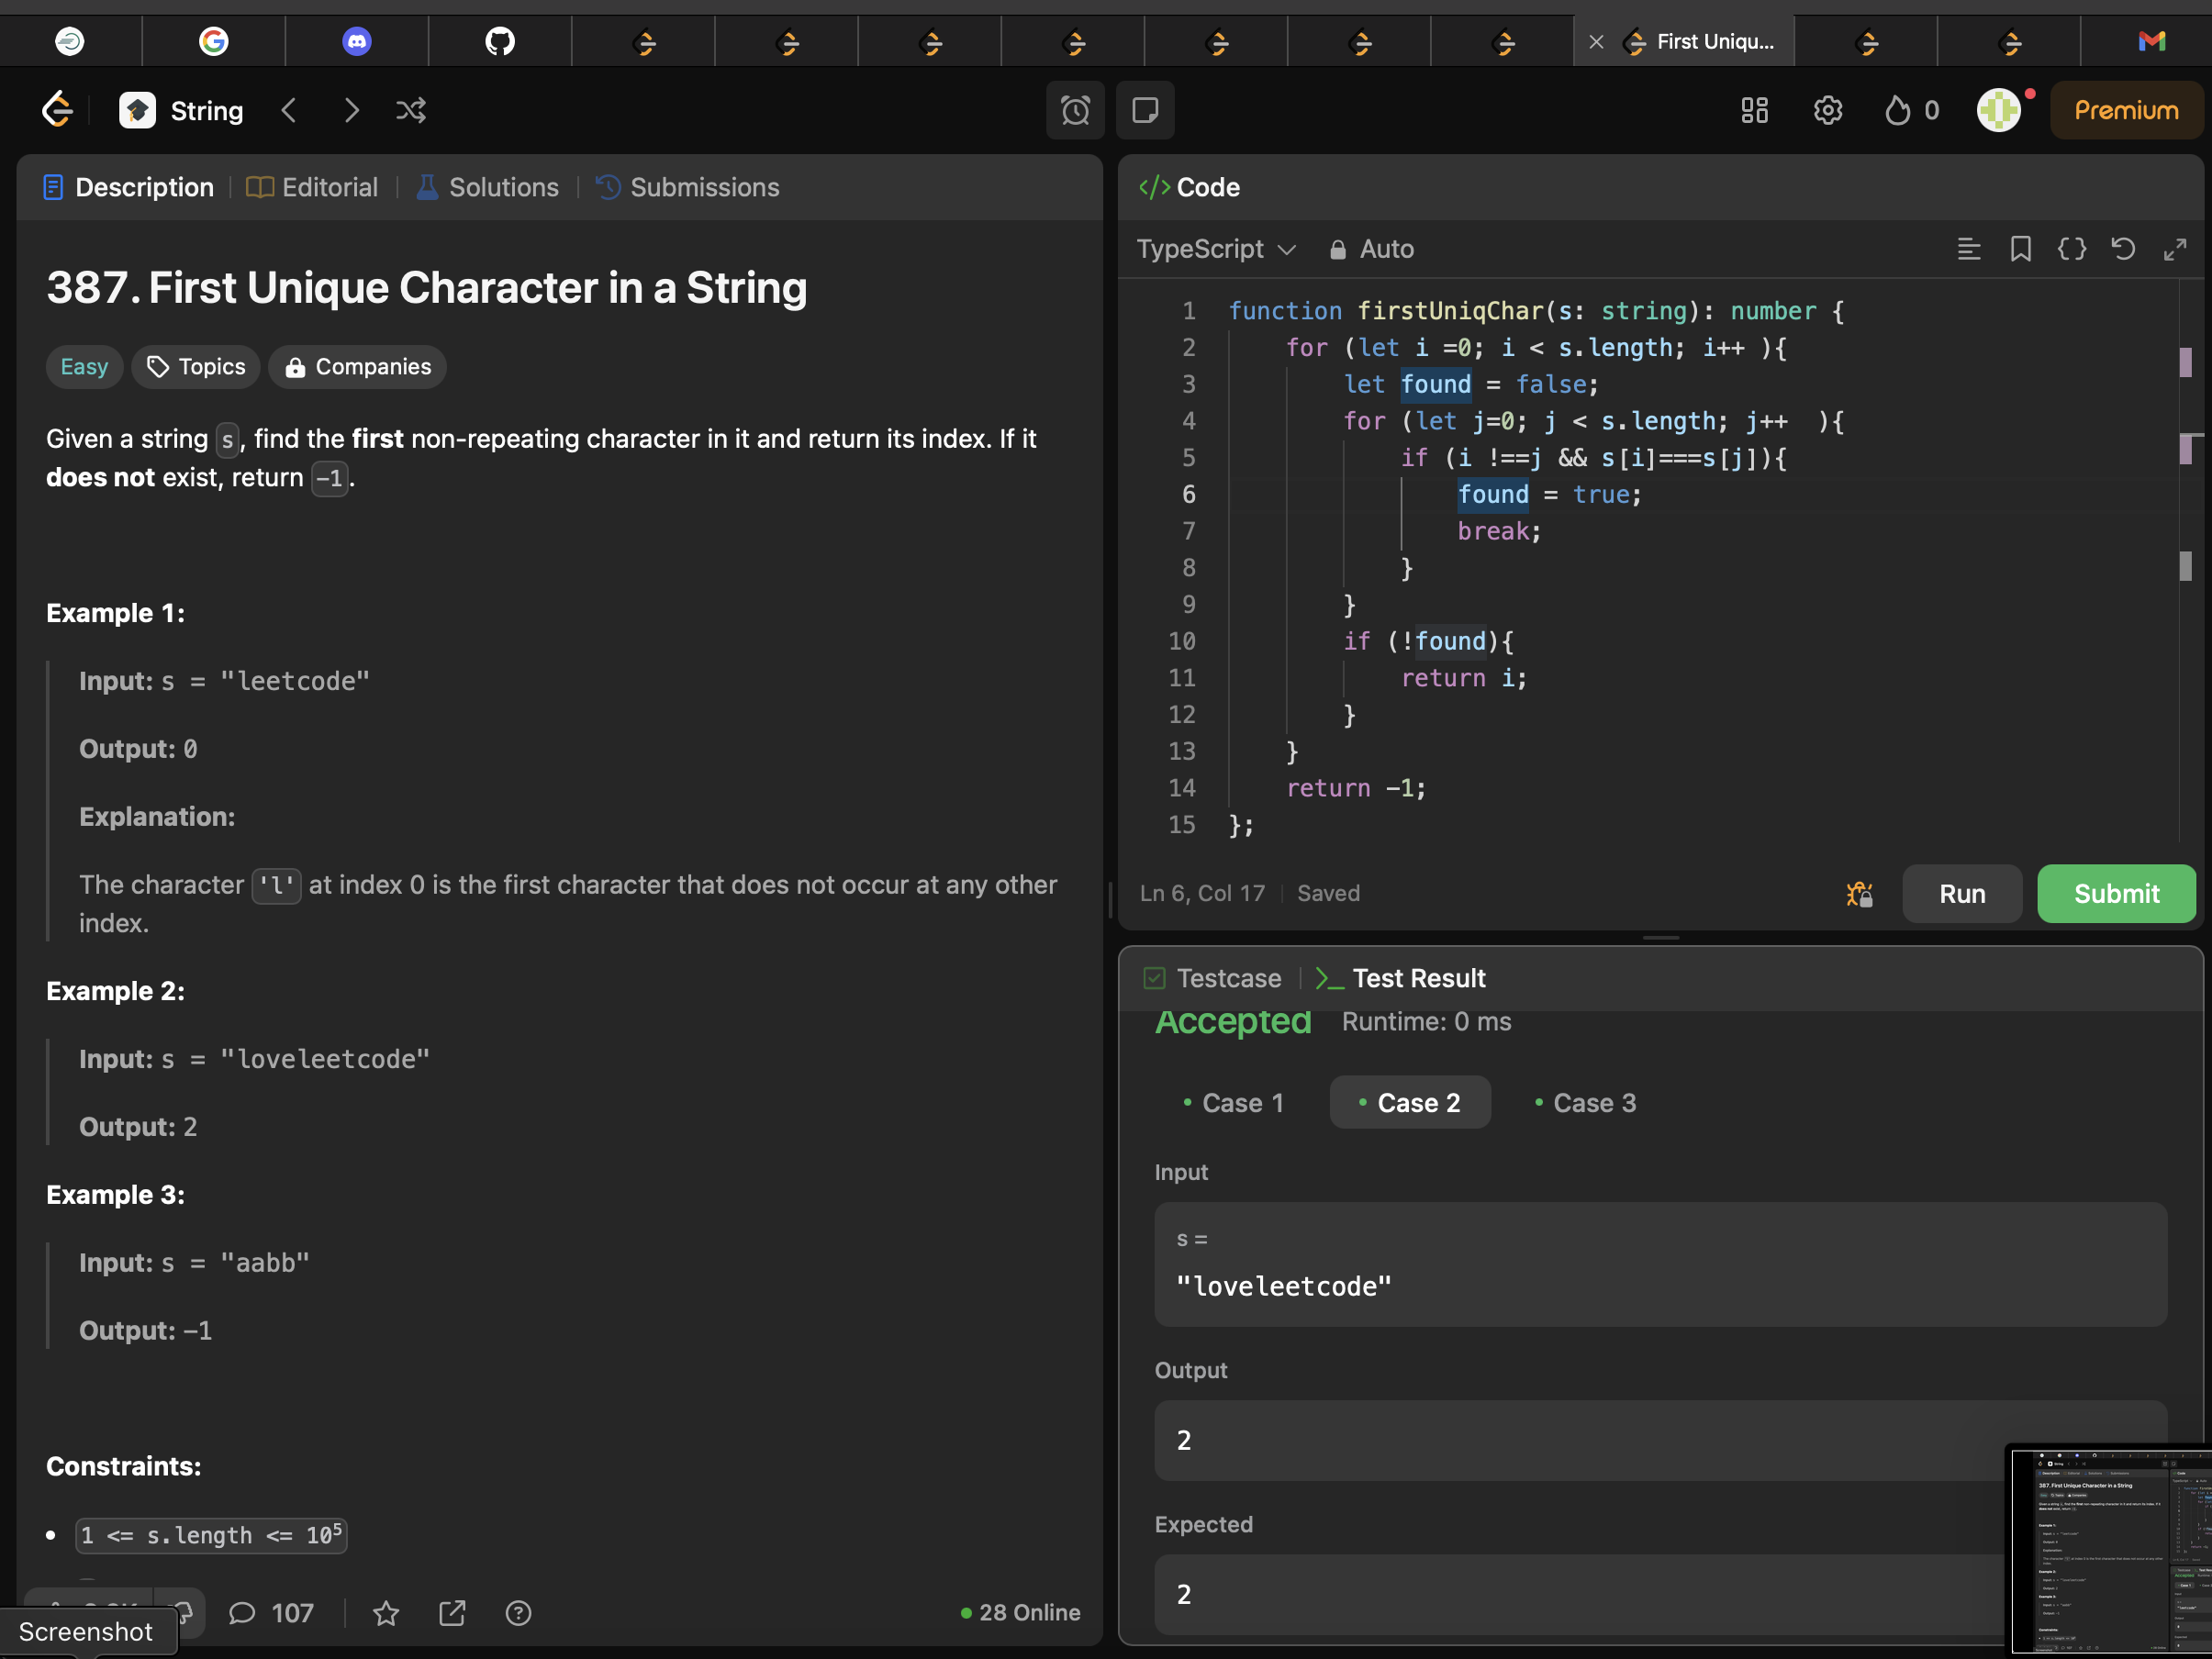 First Uniqu...
String
0
Premium
Description
Editorial
Solutions
Submissions
387. First Unique Character in a String
Easy
Topics
Companies
Given a string s, find the first non-repeating character in it and return its index. If it
does not exist, return -1.
Example 1:
Input: s = "leetcode"
Output: 0
Explanation:
The character 'l' at index 0 is the first character that does not occur at any other
index.
Example 2:
Input: s = "loveleetcode"
Output: 2
Example 3:
Input: s = "aabb"
Output: -1
Constraints:
1 <= s.length <= 10⁵
107
28 Online
Screenshot
</> Code
TypeScript
Auto
1 function firstUniqChar(s: string): number {
2     for (let i =0; i < s.length; i++ ){
3         let found = false;
4         for (let j=0; j < s.length; j++  ){
5             if (i !==j && s[i]===s[j]){
6                 found = true;
7                 break;
8             }
9         }
10         if (!found){
11             return i;
12         }
13     }
14     return -1;
15 };
Ln 6, Col 17
Saved
Run
Submit
Testcase
Test Result
Accepted
Runtime: 0 ms
Case 1
Case 2
Case 3
Input
s =
"loveleetcode"
Output
2
Expected
2
387. First Unique Character in a String